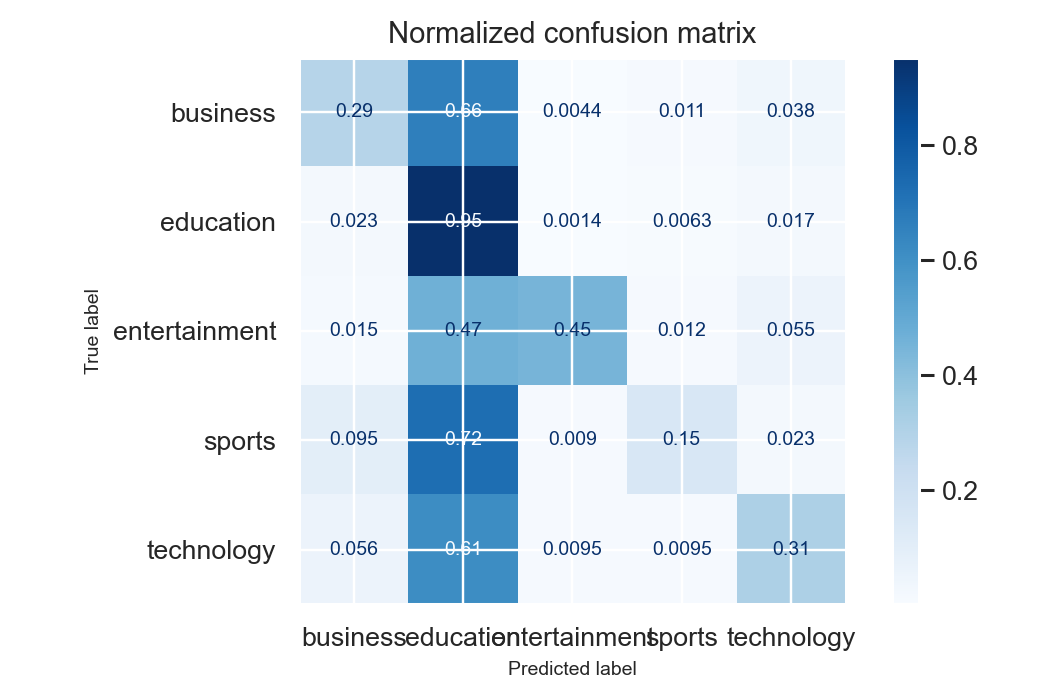 Normalized confusion matrix
business 0.29 0.66 0.0044 0.011 0.038
0.8
education 0.023 0.95 0.0014 0.0063 0.017
0.6
True label
entertainment 0.015 0.47 0.45 0.012 0.055
0.4
sports 0.095 0.72 0.009 0.15 0.023
0.2
technology 0.056 0.61 0.0095 0.0095 0.31
business education entertainment sports technology
Predicted label